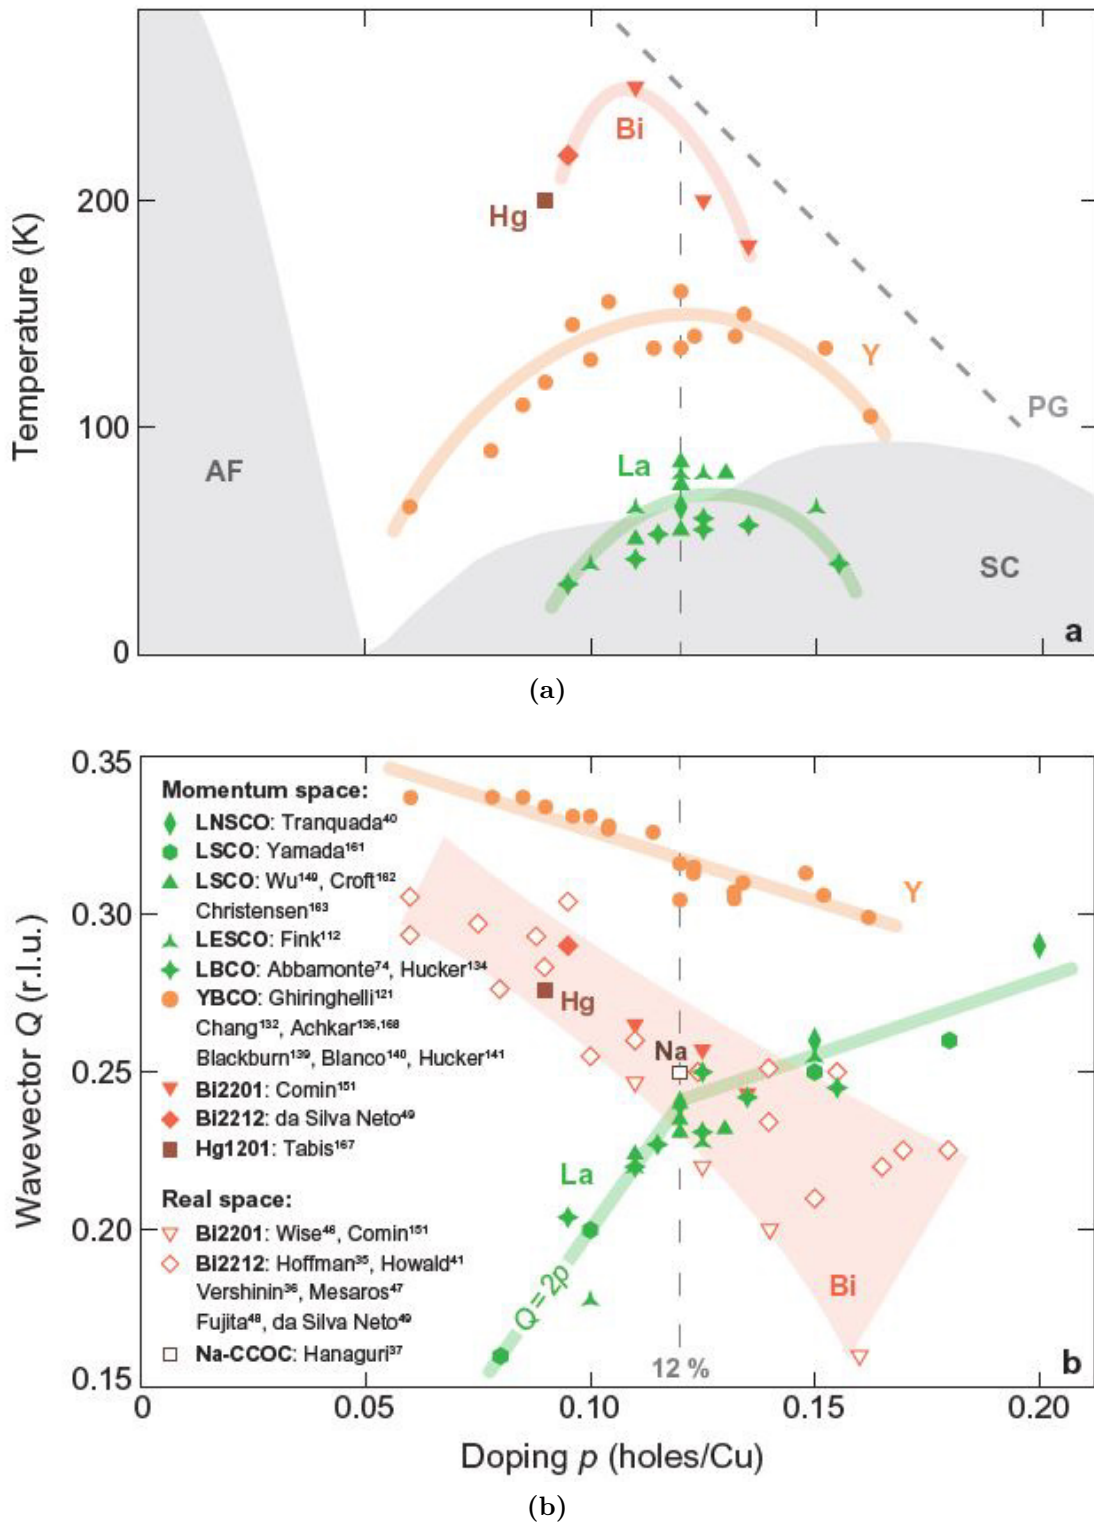 Temperature (K)
200
100
0
Bi
Hg
Y
PG
La
AF
SC
a
(a)
Wavevector Q (r.l.u.)
0.35
0.30
0.25
0.20
0.15
Momentum space:
LNSCO: Tranquada⁴⁰
LSCO: Yamada¹⁶¹
LSCO: Wu¹⁴⁹, Croft¹⁶²
Christensen¹⁶³
LESCO: Fink¹¹²
LBCO: Abbamonte⁷⁴, Hucker¹³⁴
YBCO: Ghiringhelli¹²¹
Chang¹³², Achkar¹³⁶,¹⁶⁸
Blackburn¹³⁹, Blanco¹⁴⁰, Hucker¹⁴¹
Bi2201: Comin¹⁵¹
Bi2212: da Silva Neto⁴⁹
Hg1201: Tabis¹⁶⁷
Real space:
Bi2201: Wise⁴⁶, Comin¹⁵¹
Bi2212: Hoffman³⁵, Howald⁴¹
Vershinin³⁶, Mesaros⁴⁷
Fujita⁴⁸, da Silva Neto⁴⁹
Na-CCOC: Hanaguri³⁷
Y
Hg
Na
La
Q=2p
Bi
12 %
b
0
0.05
0.10
0.15
0.20
Doping p (holes/Cu)
(b)